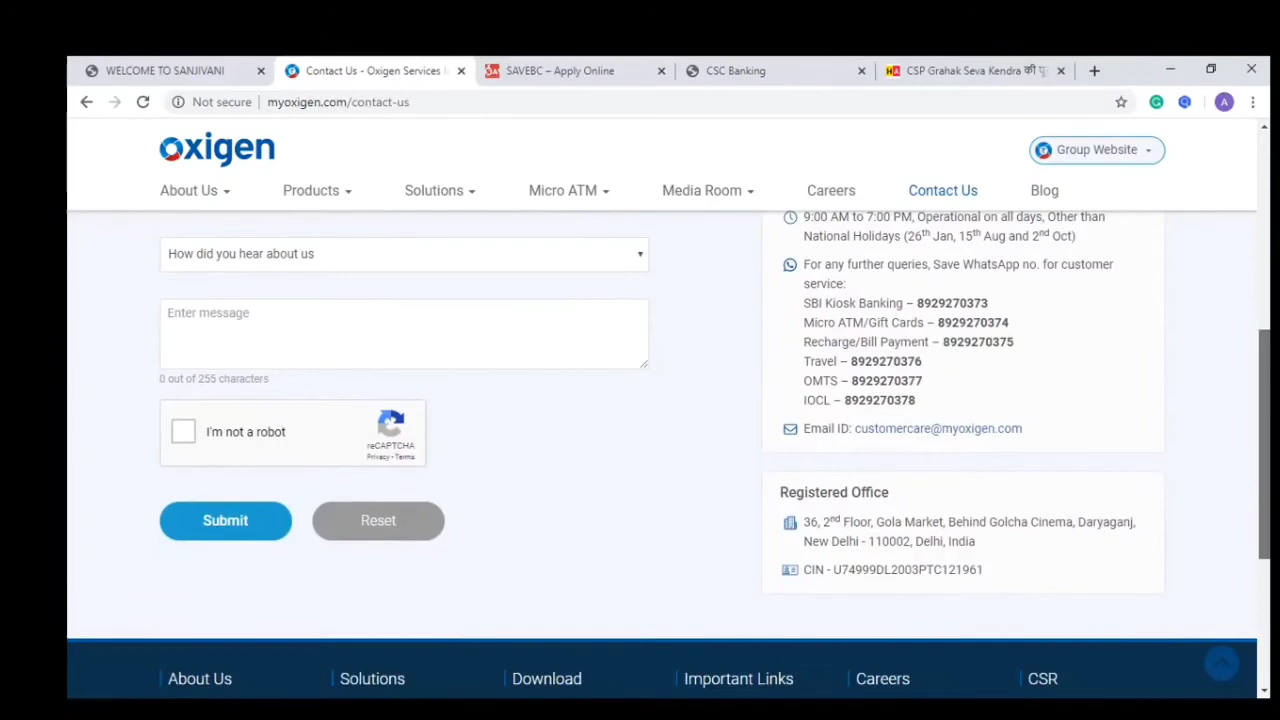 WELCOME TO SANJIVANI
Contact Us - Oxigen Services
SAVEBC – Apply Online
CSC Banking
CSP Grahak Seva Kendra की
Not secure
myoxigen.com/contact-us
A
oxigen
Group Website
About Us
Products
Solutions
Micro ATM
Media Room
Careers
Contact Us
Blog
How did you hear about us
Enter message
0 out of 255 characters
I'm not a robot
reCAPTCHA
Privacy - Terms
Submit
Reset
9:00 AM to 7:00 PM, Operational on all days, Other than
National Holidays (26th Jan, 15th Aug and 2nd Oct)
For any further queries, Save WhatsApp no. for customer
service:
SBI Kiosk Banking – 8929270373
Micro ATM/Gift Cards – 8929270374
Recharge/Bill Payment – 8929270375
Travel – 8929270376
OMTS – 8929270377
IOCL – 8929270378
Email ID: customercare@myoxigen.com
Registered Office
36, 2nd Floor, Gola Market, Behind Golcha Cinema, Daryaganj,
New Delhi - 110002, Delhi, India
CIN - U74999DL2003PTC121961
About Us
Solutions
Download
Important Links
Careers
CSR